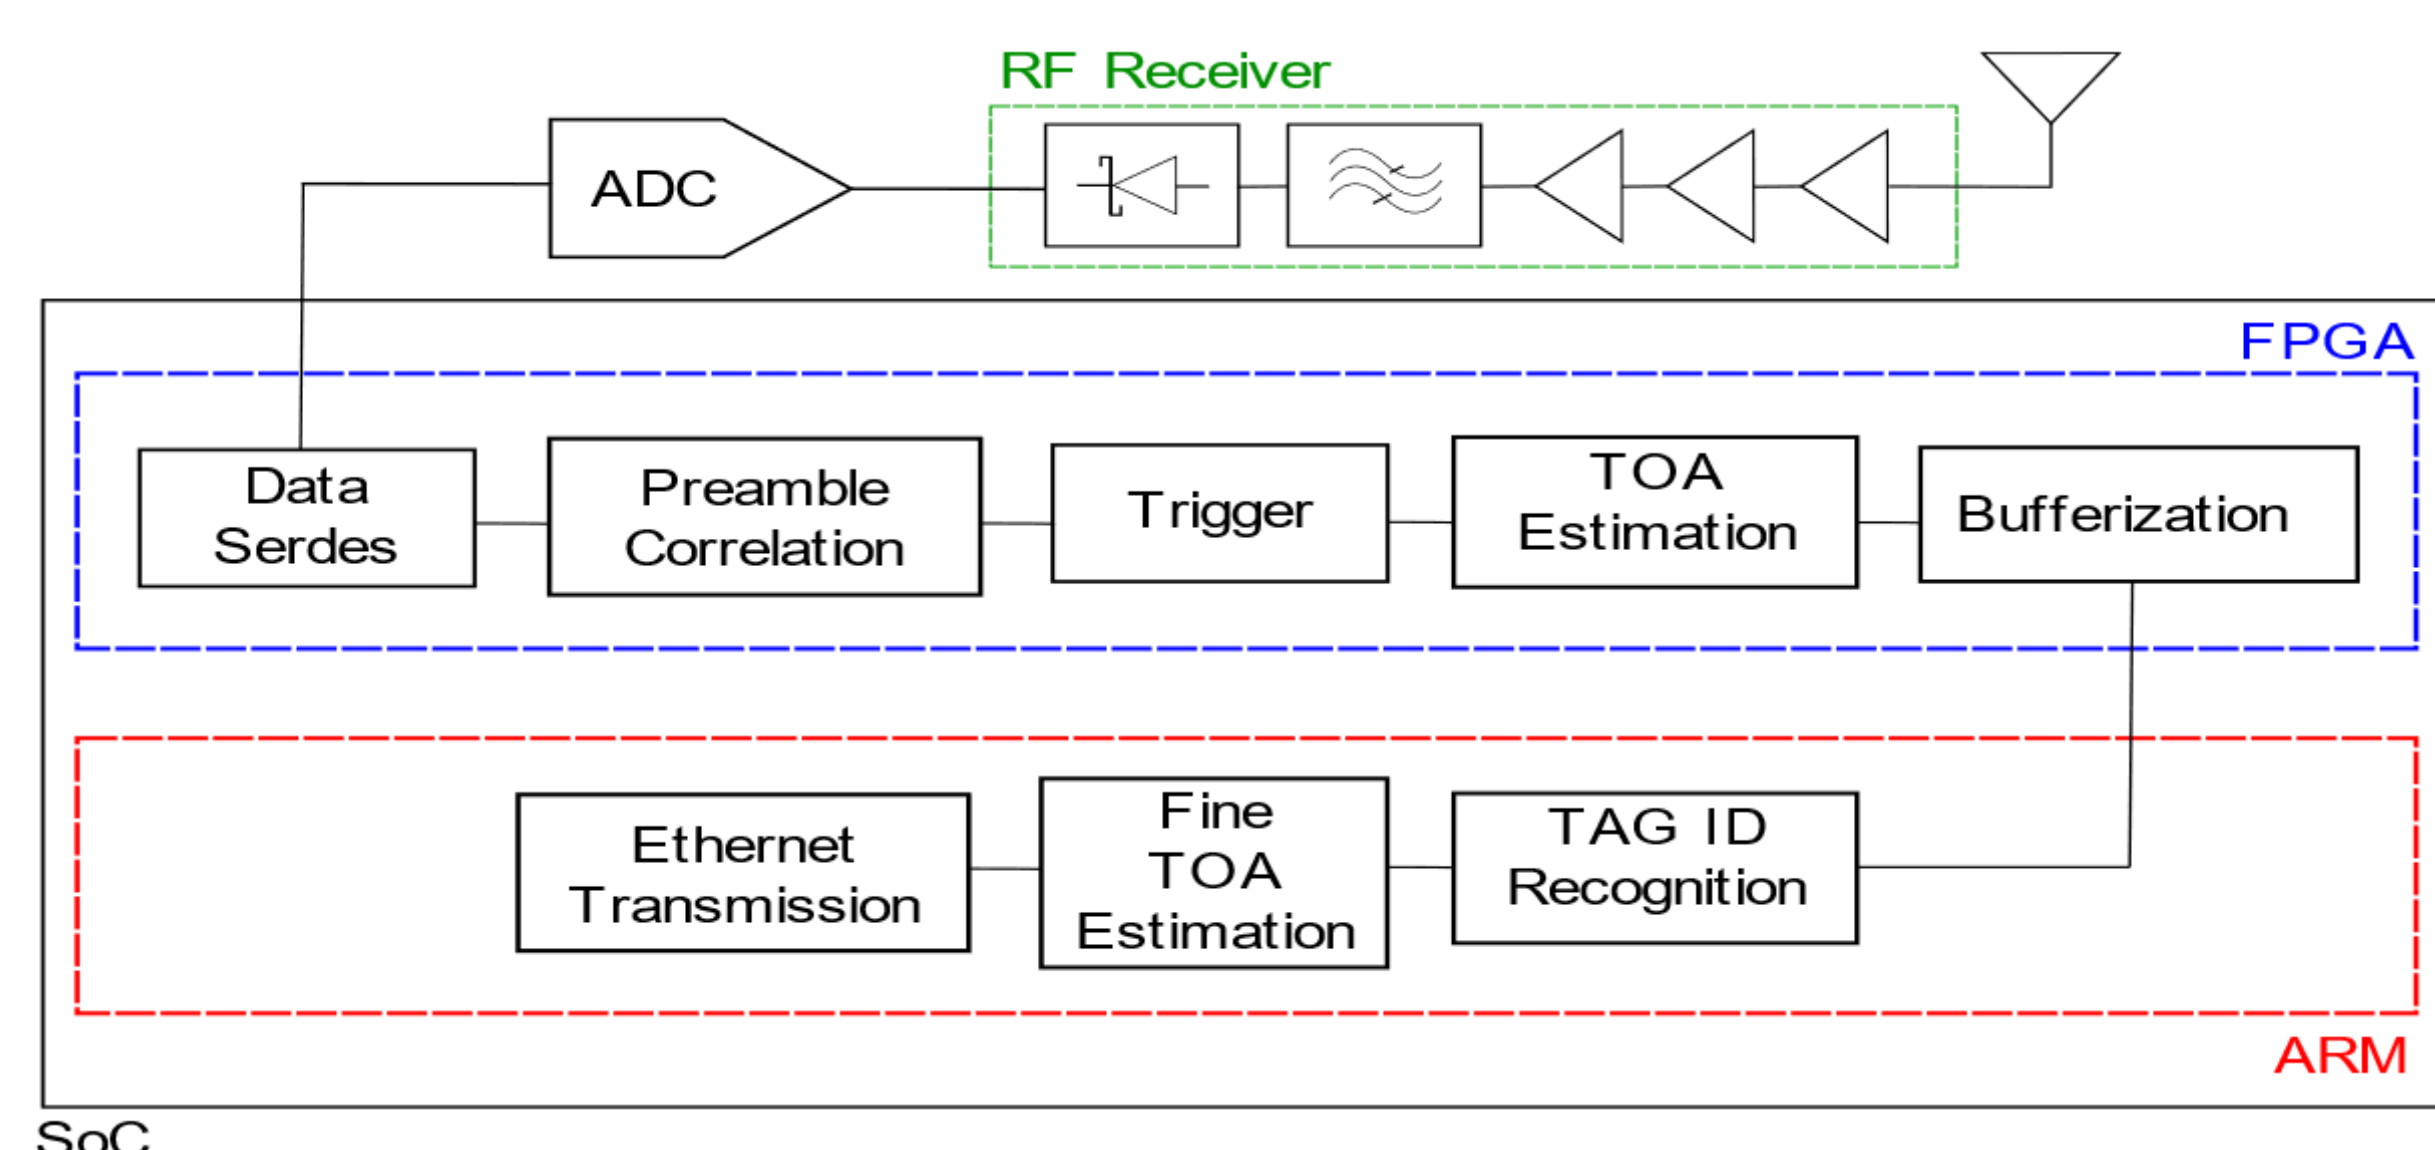 RF Receiver
ADC
FPGA
Data
Serdes
Preamble
Correlation
Trigger
TOA
Estimation
Bufferization
Ethernet
Transmission
Fine
TOA
Estimation
TAG ID
Recognition
ARM
SoC